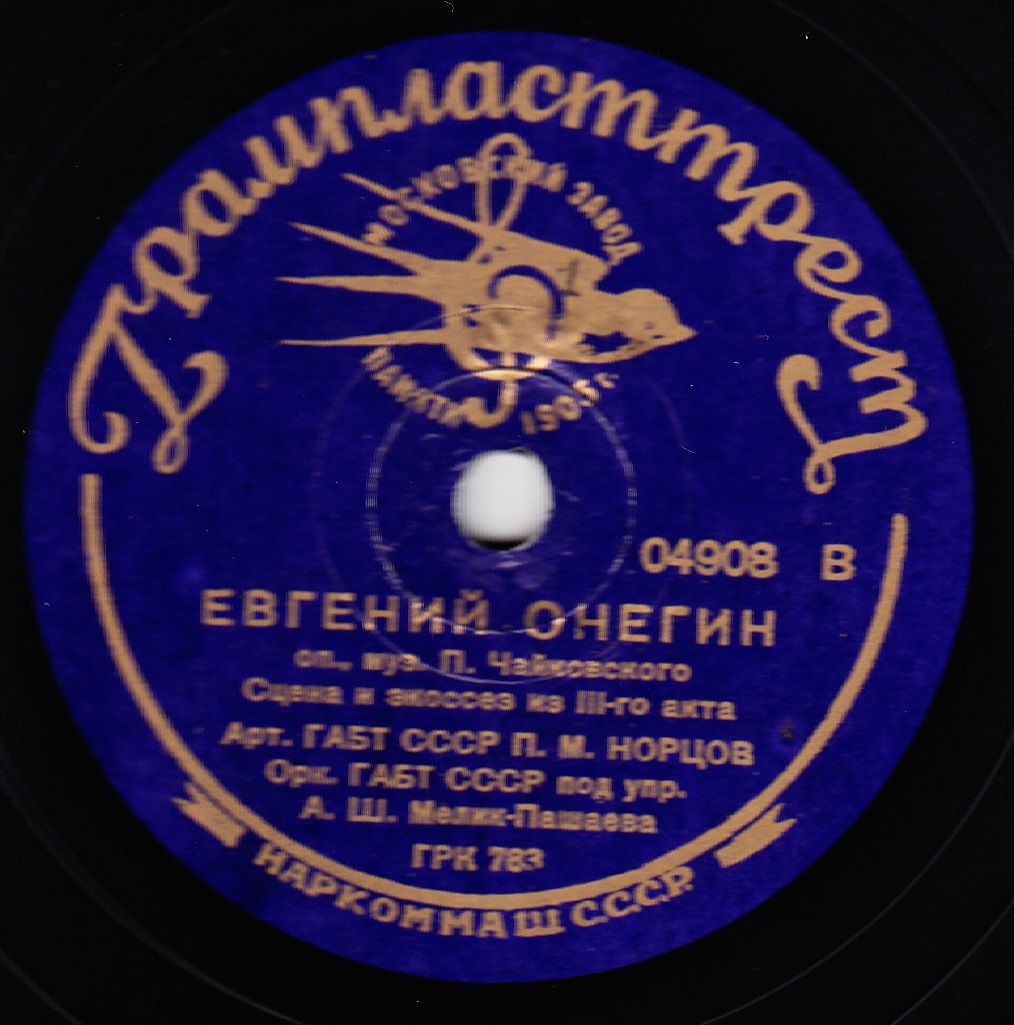 Грампласттрест
МОСКОВСКИЙ ЗАВОД
ПАМЯТИ 1905 г.
04908 В
ЕВГЕНИЙ ОНЕГИН
оп., муз. П. Чайковского
Сцена и экоссез из III-го акта
Арт. ГАБТ СССР П. М. НОРЦОВ
Орк. ГАБТ СССР под упр.
А. Ш. Мелик-Пашаева
ГРК 783
НАРКОММАШ С.С.С.Р.